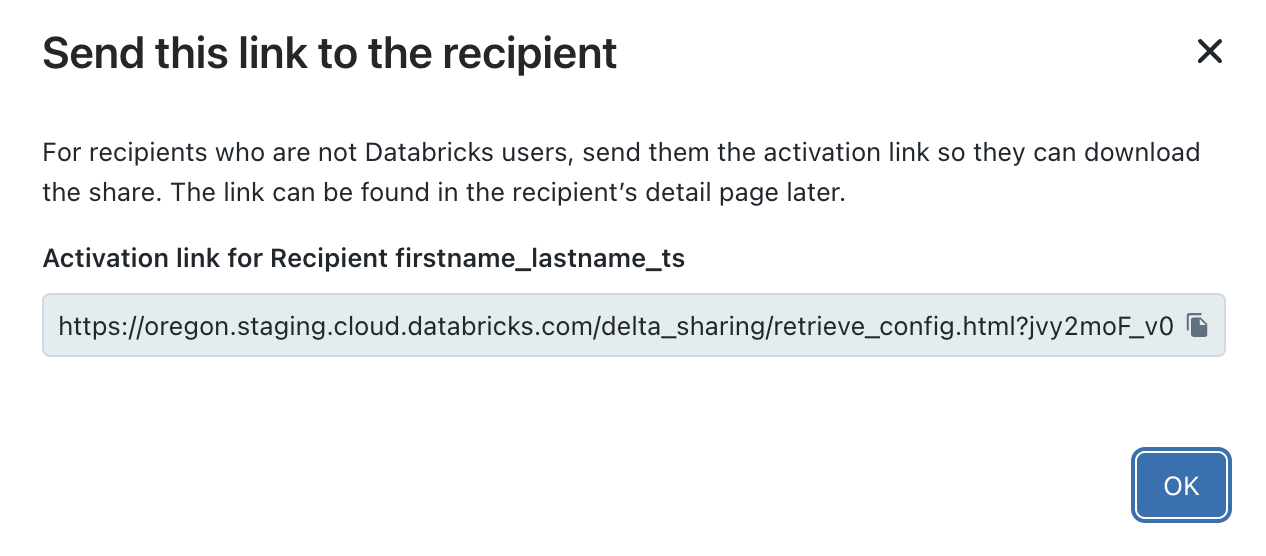 Send this link to the recipient
For recipients who are not Databricks users, send them the activation link so they can download
the share. The link can be found in the recipient’s detail page later.
Activation link for Recipient firstname_lastname_ts
https://oregon.staging.cloud.databricks.com/delta_sharing/retrieve_config.html?jvy2moF_v0
OK